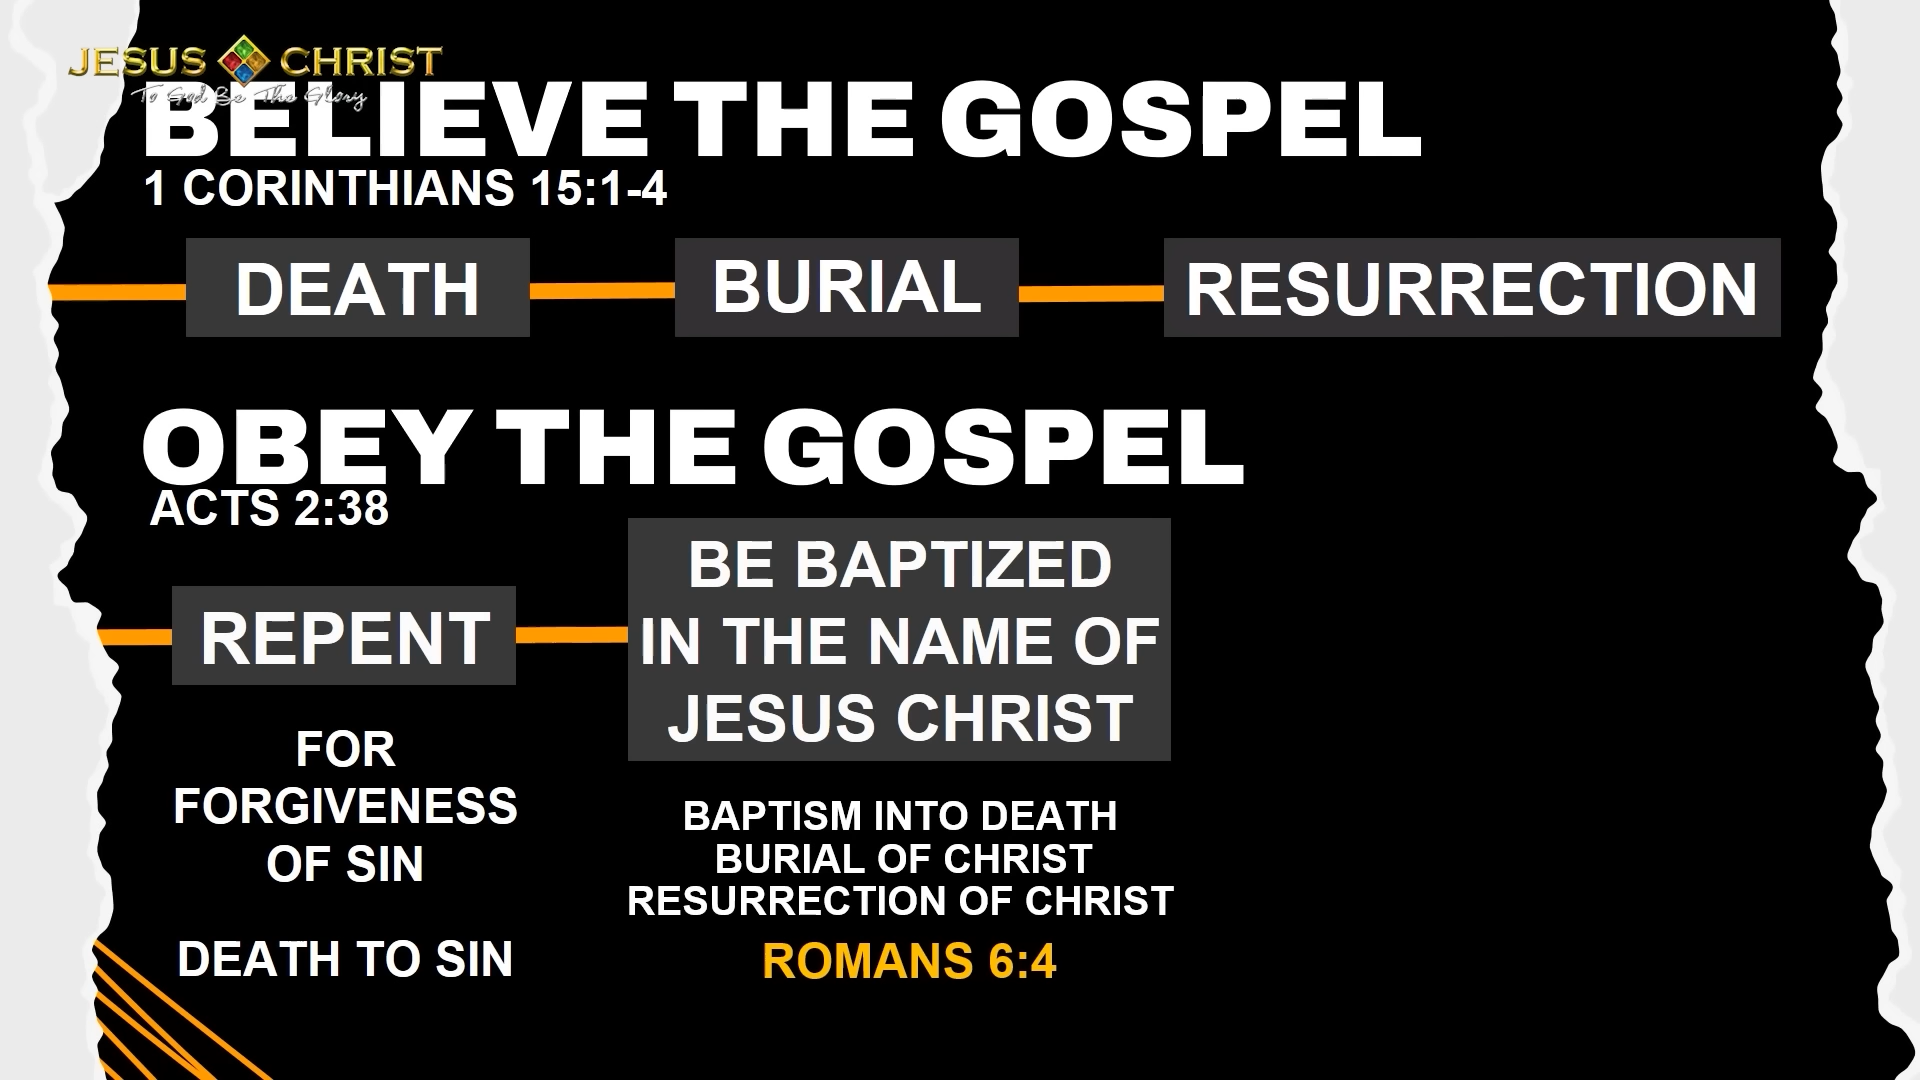 JESUS CHRIST
To God Be The Glory
BELIEVE THE GOSPEL
1 CORINTHIANS 15:1-4
DEATH
BURIAL
RESURRECTION
OBEY THE GOSPEL
ACTS 2:38
REPENT
FOR
FORGIVENESS
OF SIN
DEATH TO SIN
BE BAPTIZED
IN THE NAME OF
JESUS CHRIST
BAPTISM INTO DEATH
BURIAL OF CHRIST
RESURRECTION OF CHRIST
ROMANS 6:4